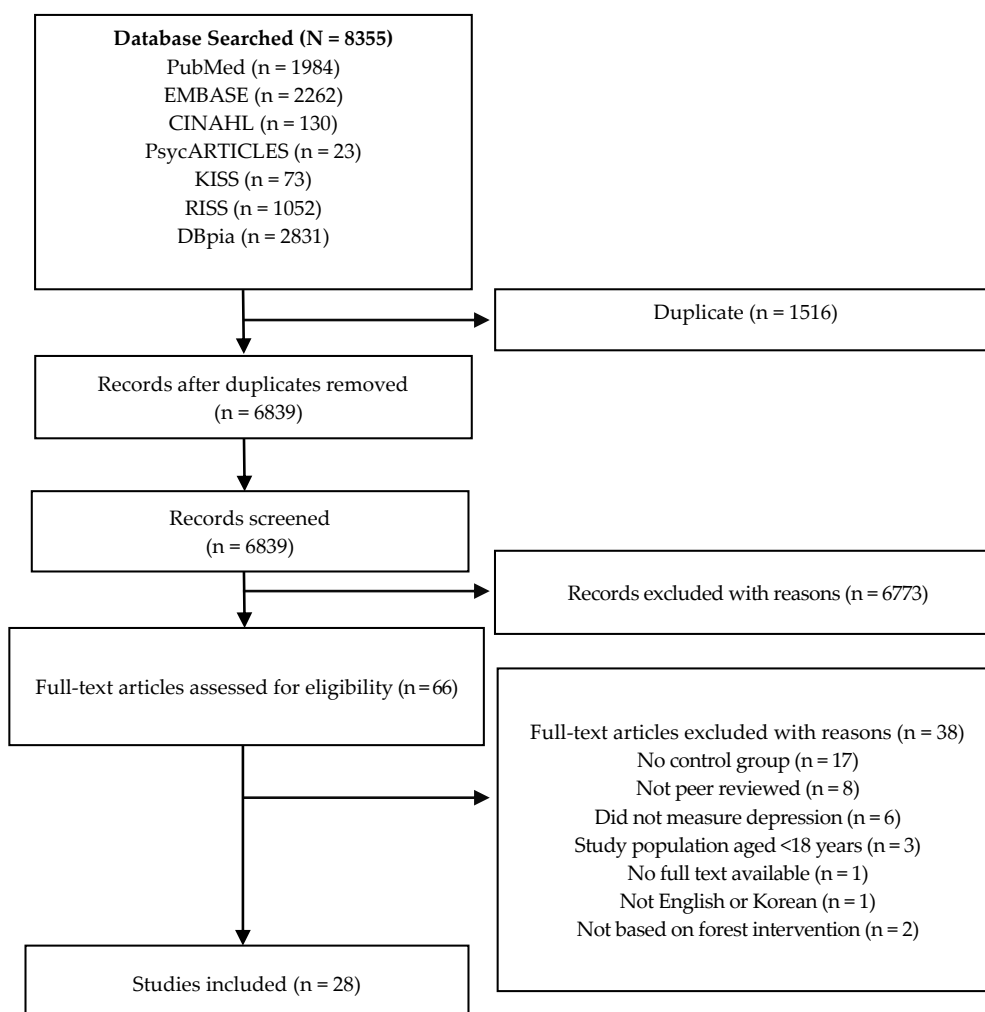 Database Searched (N = 8355)
PubMed (n = 1984)
EMBASE (n = 2262)
CINAHL (n = 130)
PsycARTICLES (n = 23)
KISS (n = 73)
RISS (n = 1052)
DBpia (n = 2831)
Duplicate (n = 1516)
Records after duplicates removed
(n = 6839)
Records screened
(n = 6839)
Records excluded with reasons (n = 6773)
Full-text articles assessed for eligibility (n = 66)
Full-text articles excluded with reasons (n = 38)
No control group (n = 17)
Not peer reviewed (n = 8)
Did not measure depression (n = 6)
Study population aged <18 years (n = 3)
No full text available (n = 1)
Not English or Korean (n = 1)
Not based on forest intervention (n = 2)
Studies included (n = 28)